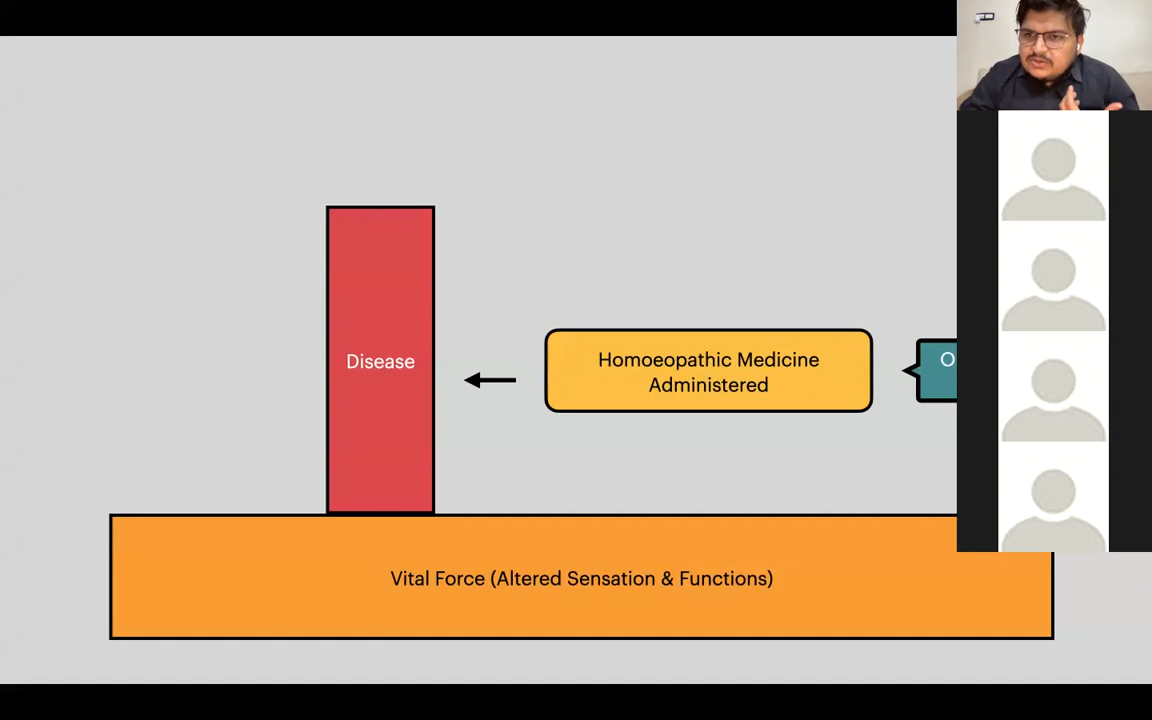 Disease
Homoeopathic Medicine
Administered
Vital Force (Altered Sensation & Functions)